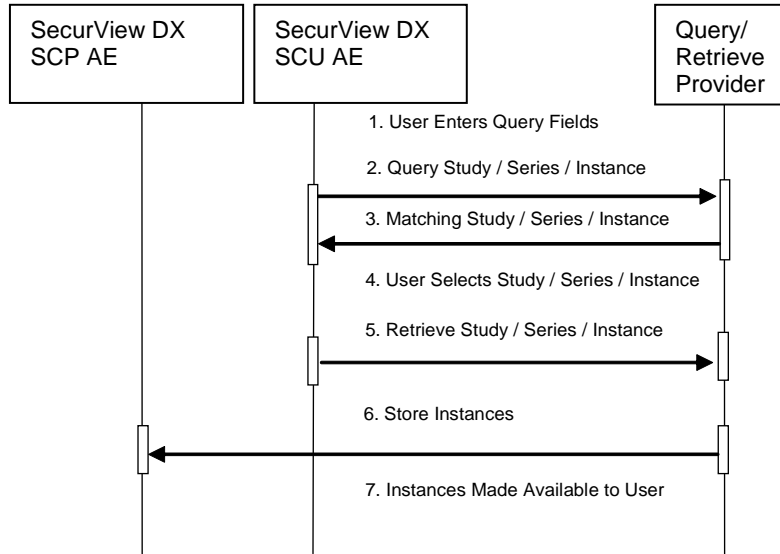 SecurView DX
SCP AE
SecurView DX
SCU AE
Query/
Retrieve
Provider
1. User Enters Query Fields
2. Query Study / Series / Instance
3. Matching Study / Series / Instance
4. User Selects Study / Series / Instance
5. Retrieve Study / Series / Instance
6. Store Instances
7. Instances Made Available to User